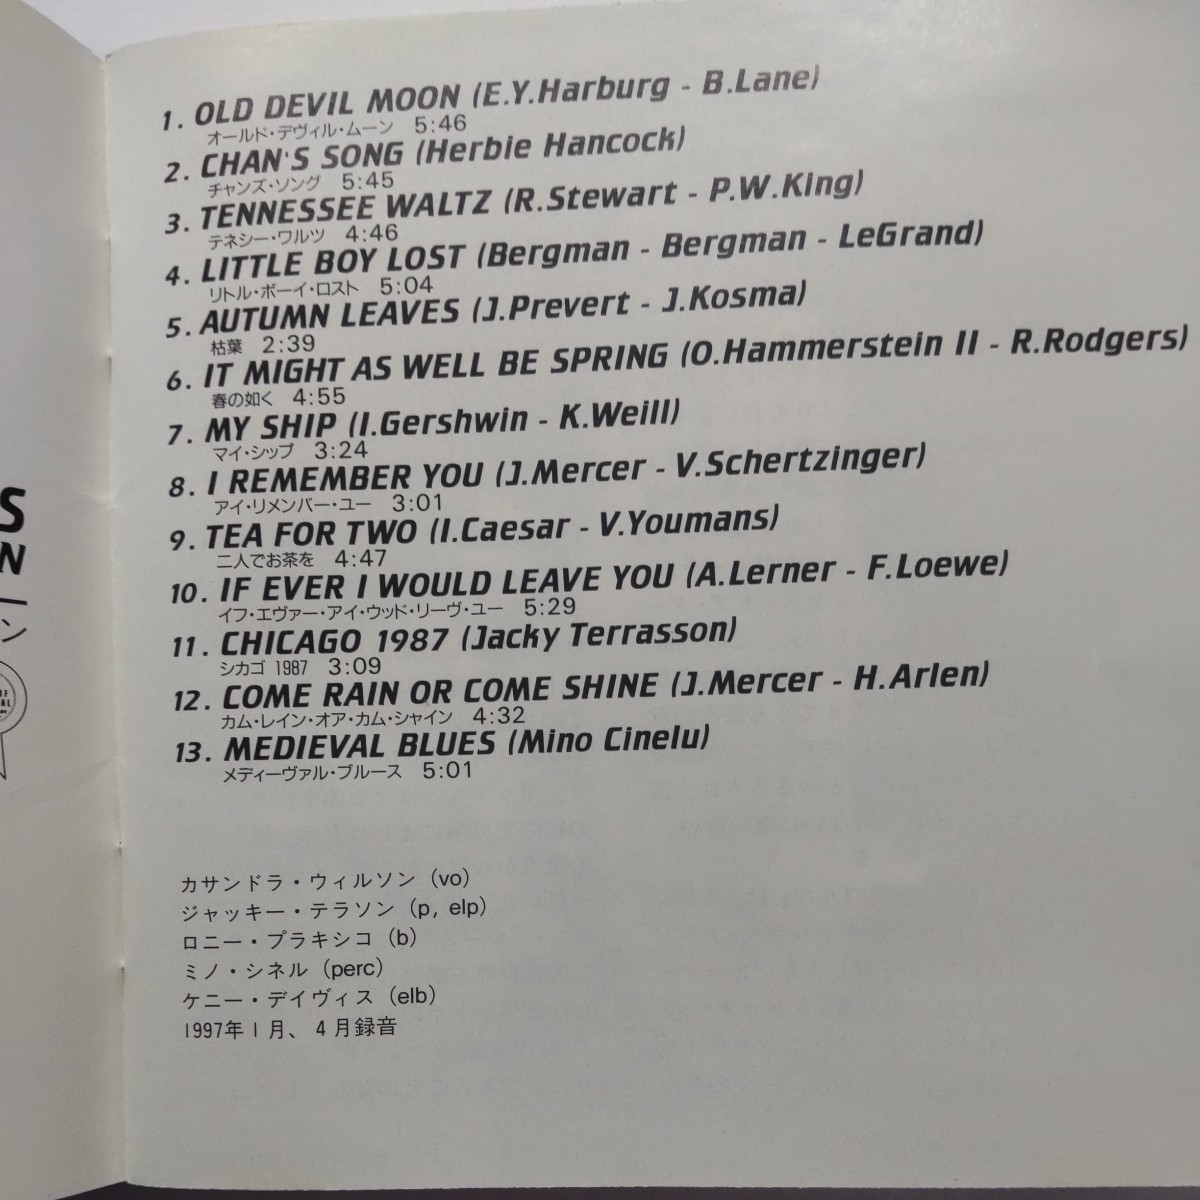 S
N
ー
ン
1. OLD DEVIL MOON (E.Y.Harburg - B.Lane)
オールド・デヴィル・ムーン 5:46
2. CHAN'S SONG (Herbie Hancock)
チャンズ・ソング 5:45
3. TENNESSEE WALTZ (R.Stewart - P.W.King)
テネシー・ワルツ 4:46
4. LITTLE BOY LOST (Bergman - Bergman - LeGrand)
リトル・ボーイ・ロスト 5:04
5. AUTUMN LEAVES (J.Prevert - J.Kosma)
枯葉 2:39
6. IT MIGHT AS WELL BE SPRING (O.Hammerstein II - R.Rodgers)
春の如く 4:55
7. MY SHIP (I.Gershwin - K.Weill)
マイ・シップ 3:24
8. I REMEMBER YOU (J.Mercer - V.Schertzinger)
アイ・リメンバー・ユー 3:01
9. TEA FOR TWO (I.Caesar - V.Youmans)
二人でお茶を 4:47
10. IF EVER I WOULD LEAVE YOU (A.Lerner - F.Loewe)
イフ・エヴァー・アイ・ウッド・リーヴ・ユー 5:29
11. CHICAGO 1987 (Jacky Terrasson)
シカゴ 1987 3:09
12. COME RAIN OR COME SHINE (J.Mercer - H.Arlen)
カム・レイン・オア・カム・シャイン 4:32
13. MEDIEVAL BLUES (Mino Cinelu)
メディーヴァル・ブルース 5:01
カサンドラ・ウィルソン (vo)
ジャッキー・テラソン (p, elp)
ロニー・プラキシコ (b)
ミノ・シネル (perc)
ケニー・デイヴィス (elb)
1997年1月、4月録音